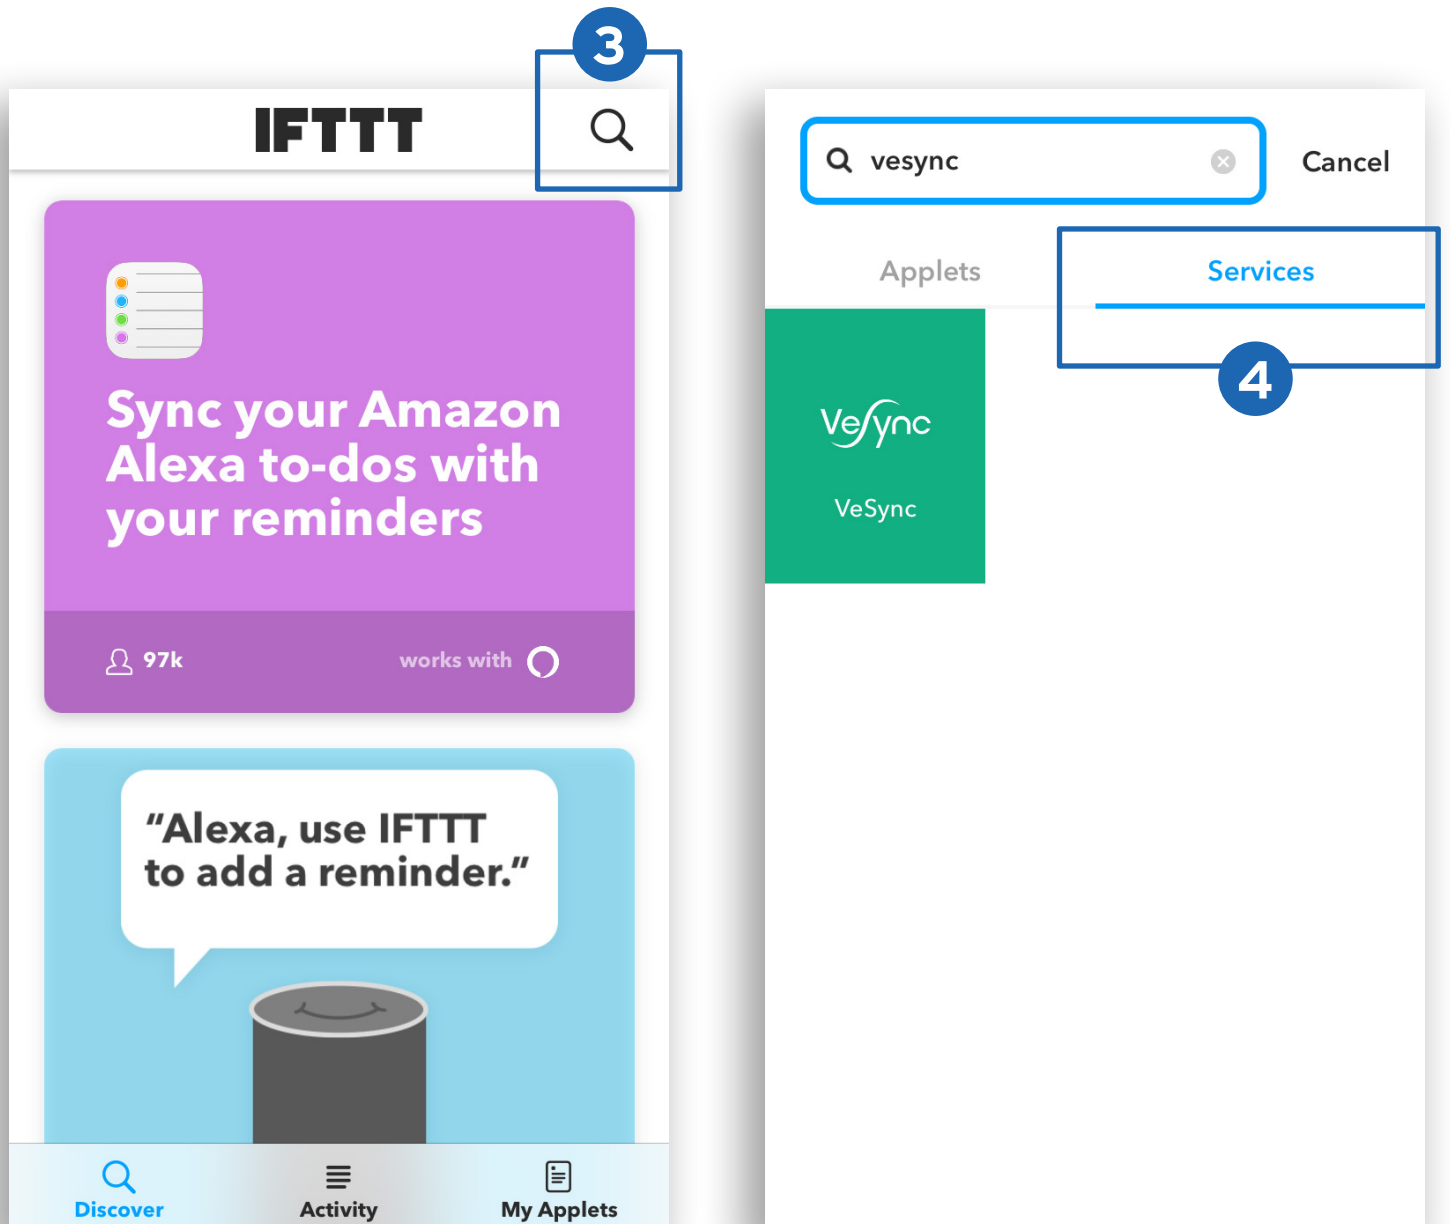 3
IFTTT
Sync your Amazon
Alexa to-dos with
your reminders
97k
works with
“Alexa, use IFTTT
to add a reminder.”
Discover
Activity
My Applets
vesync
Cancel
Applets
Services
4
VeSync
VeSync